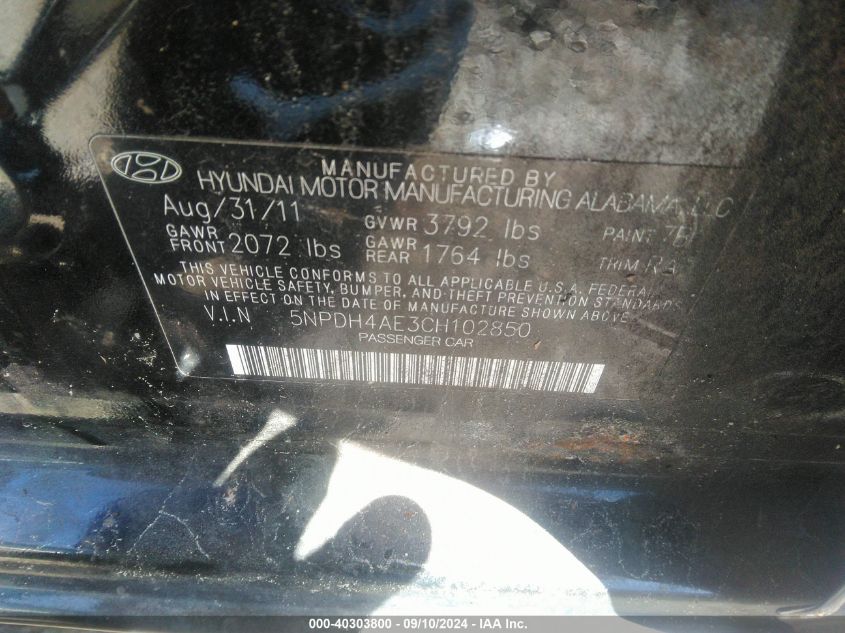 MANUFACTURED BY
HYUNDAI MOTOR MANUFACTURING ALABAMA, LLC
Aug/31/11 GVWR 3792 lbs PAINT
GAWR FRONT 2072 lbs GAWR REAR 1764 lbs TRIM
THIS VEHICLE CONFORMS TO ALL APPLICABLE U.S.A. FEDERAL
MOTOR VEHICLE SAFETY, BUMPER, AND THEFT PREVENTION STANDARDS
IN EFFECT ON THE DATE OF MANUFACTURE SHOWN ABOVE.
V.I.N 5NPDH4AE3CH102850
PASSENGER CAR
000-40303800 - 09/10/2024 - IAA Inc.